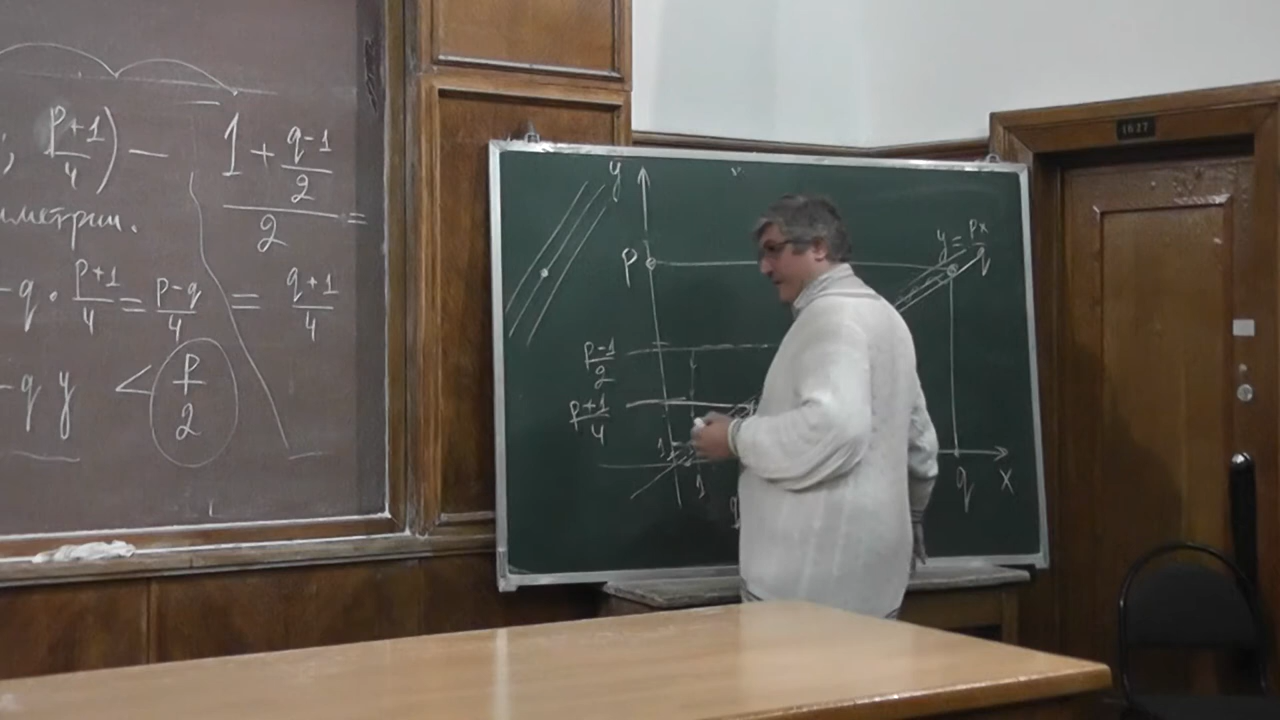 ; (p+1)/4) − (1 + (q-1)/2)/2 =
метрии.
-q · (p+1)/4 = (p-q)/4 = (q+1)/4
-q y < p/2
y
p
y = px/q
(p-1)/2
(p+1)/4
1
1
q
x
1627